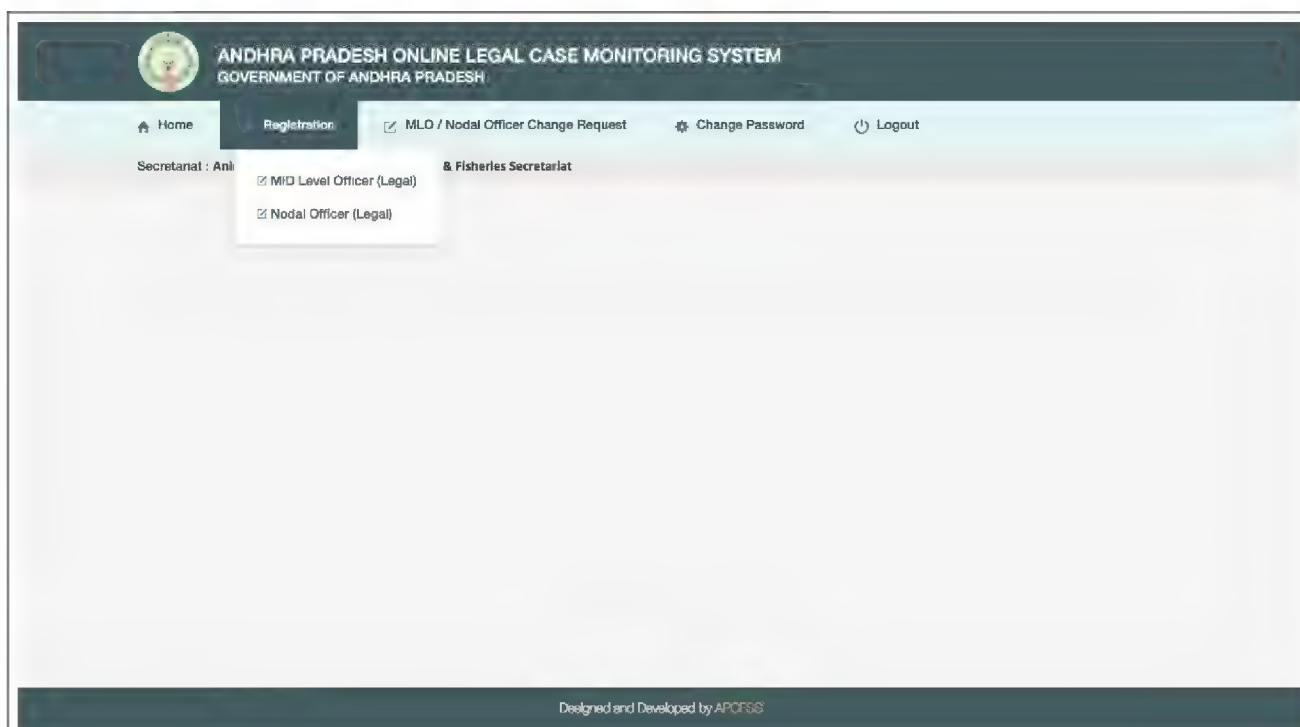 ANDHRA PRADESH ONLINE LEGAL CASE MONITORING SYSTEM
GOVERNMENT OF ANDHRA PRADESH
Home Registration MLO / Nodal Officer Change Request Change Password Logout
Secretariat : Ani & Fisheries Secretariat
MID Level Officer (Legal)
Nodal Officer (Legal)
Designed and Developed by APCFSS